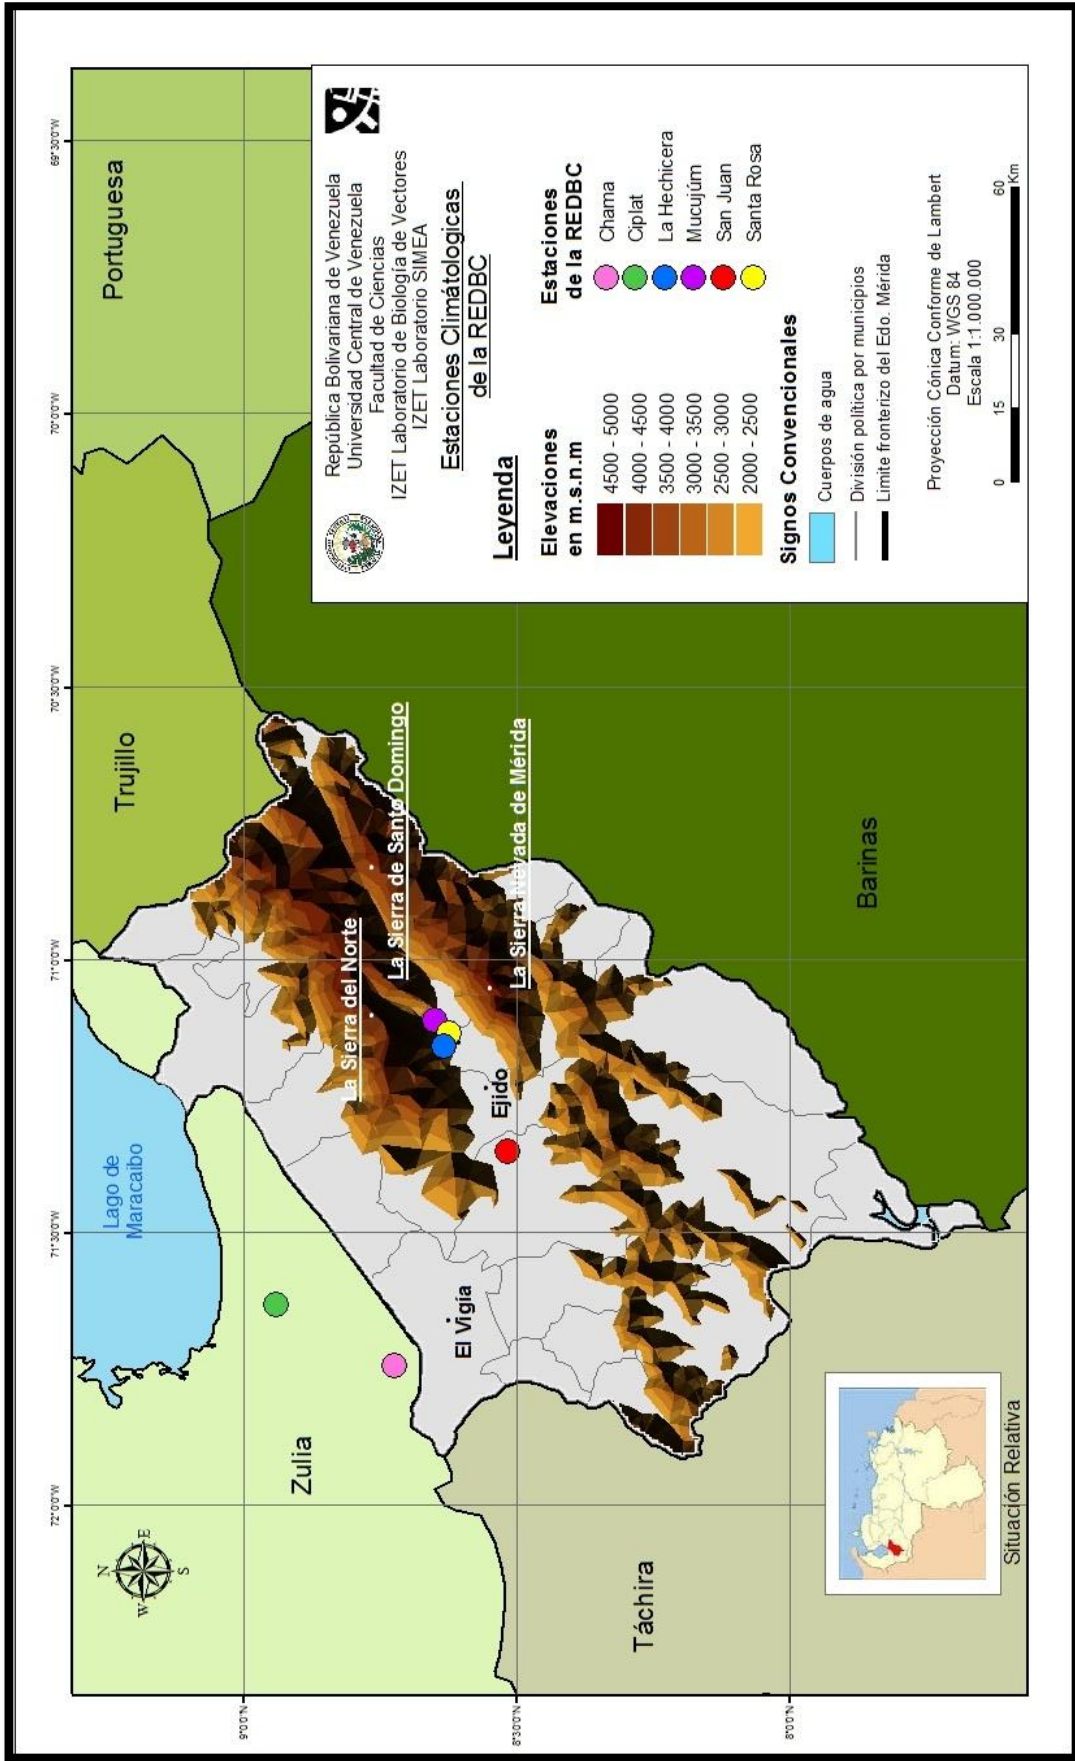 72°0'0"W
71°30'0"W
71°0'0"W
70°30'0"W
70°0'0"W
69°30'0"W
9°0'0"N
8°30'0"N
8°0'0"N
N
W
E
S
Lago de
Maracaibo
Trujillo
Portuguesa
Zulia
Táchira
Barinas
La Sierra del Norte
La Sierra de Santo Domingo
La Sierra Nevada de Mérida
El Vigía
Ejido
Situación Relativa
República Bolivariana de Venezuela
Universidad Central de Venezuela
Facultad de Ciencias
IZET Laboratorio de Biología de Vectores
IZET Laboratorio SIMEA
Estaciones Climátologicas
de la REDBC
Leyenda
Elevaciones
en m.s.n.m
4500 - 5000
4000 - 4500
3500 - 4000
3000 - 3500
2500 - 3000
2000 - 2500
Estaciones
de la REDBC
Chama
Ciplat
La Hechicera
Mucujúm
San Juan
Santa Rosa
Signos Convencionales
Cuerpos de agua
División política por municipios
Limite fronterizo del Edo. Mérida
Proyección Cónica Conforme de Lambert
Datum: WGS 84
Escala 1:1.000.000
0 15 30 60
Km